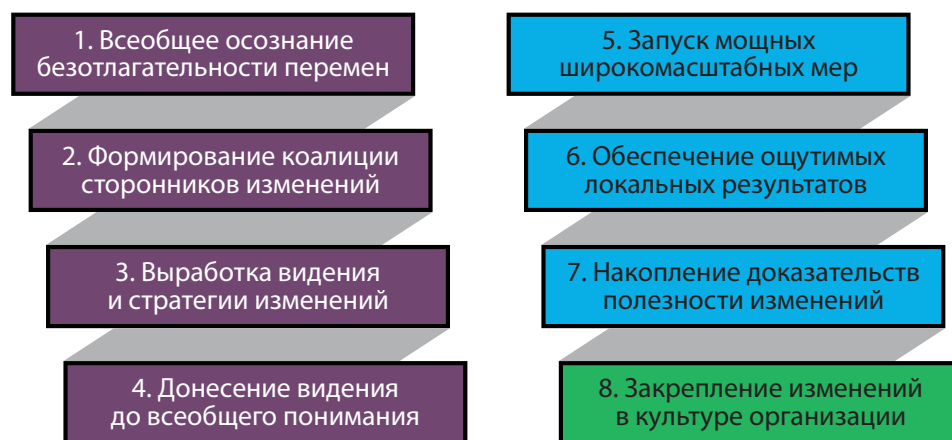 1. Всеобщее осознание
безотлагательности перемен
2. Формирование коалиции
сторонников изменений
3. Выработка видения
и стратегии изменений
4. Донесение видения
до всеобщего понимания
5. Запуск мощных
широкомасштабных мер
6. Обеспечение ощутимых
локальных результатов
7. Накопление доказательств
полезности изменений
8. Закрепление изменений
в культуре организации